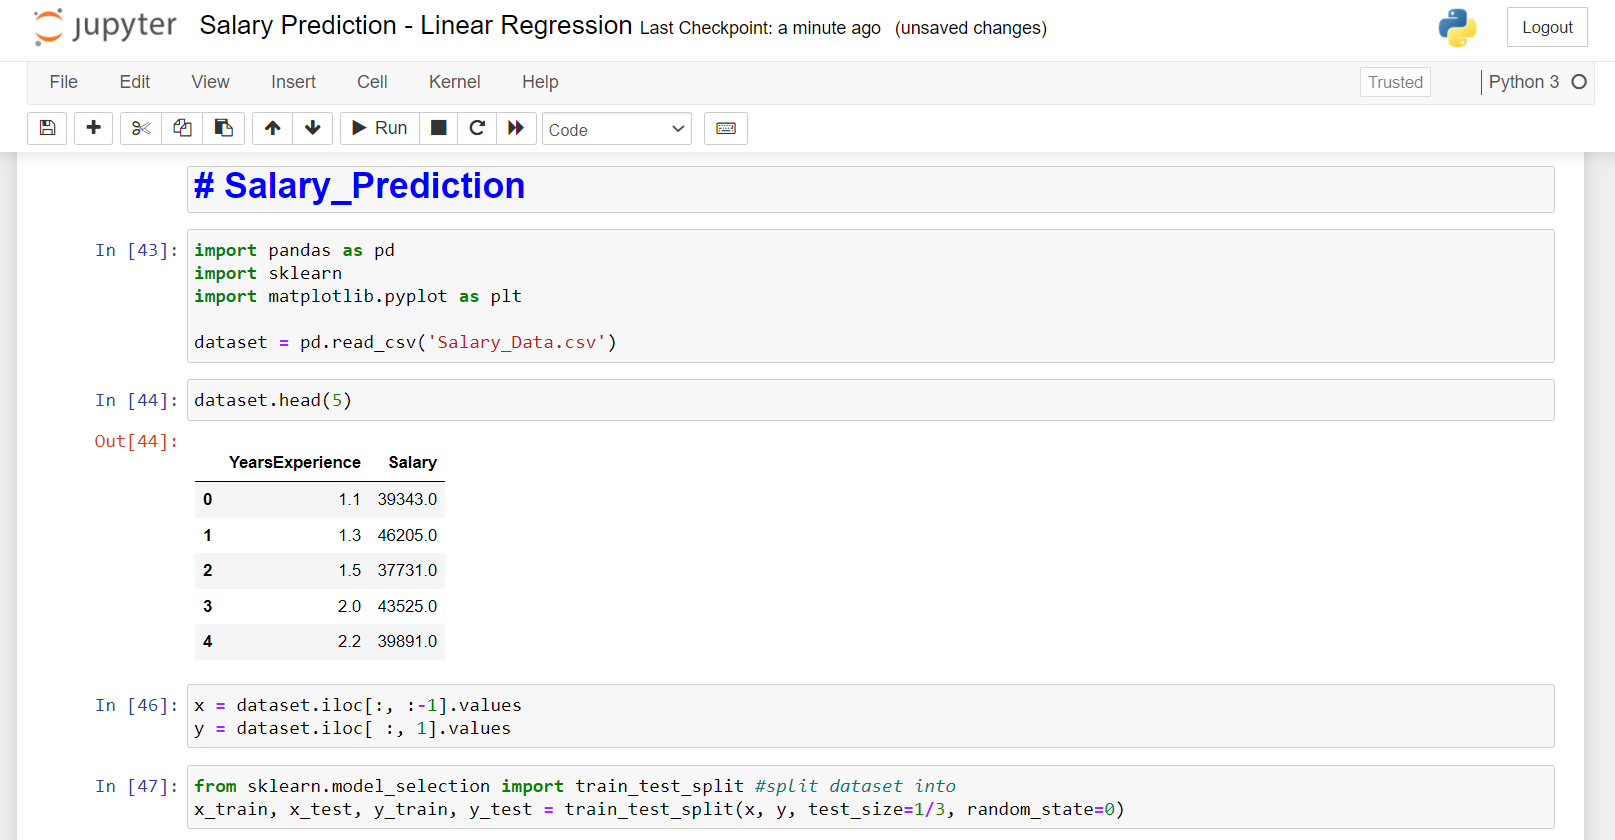 jupyter Salary Prediction - Linear Regression Last Checkpoint: a minute ago (unsaved changes) Logout
File Edit View Insert Cell Kernel Help Trusted Python 3
Run Code
# Salary_Prediction
In [43]: import pandas as pd
import sklearn
import matplotlib.pyplot as plt
dataset = pd.read_csv('Salary_Data.csv')
In [44]: dataset.head(5)
Out[44]:
YearsExperience Salary
0 1.1 39343.0
1 1.3 46205.0
2 1.5 37731.0
3 2.0 43525.0
4 2.2 39891.0
In [46]: x = dataset.iloc[:, :-1].values
y = dataset.iloc[ :, 1].values
In [47]: from sklearn.model_selection import train_test_split #split dataset into
x_train, x_test, y_train, y_test = train_test_split(x, y, test_size=1/3, random_state=0)